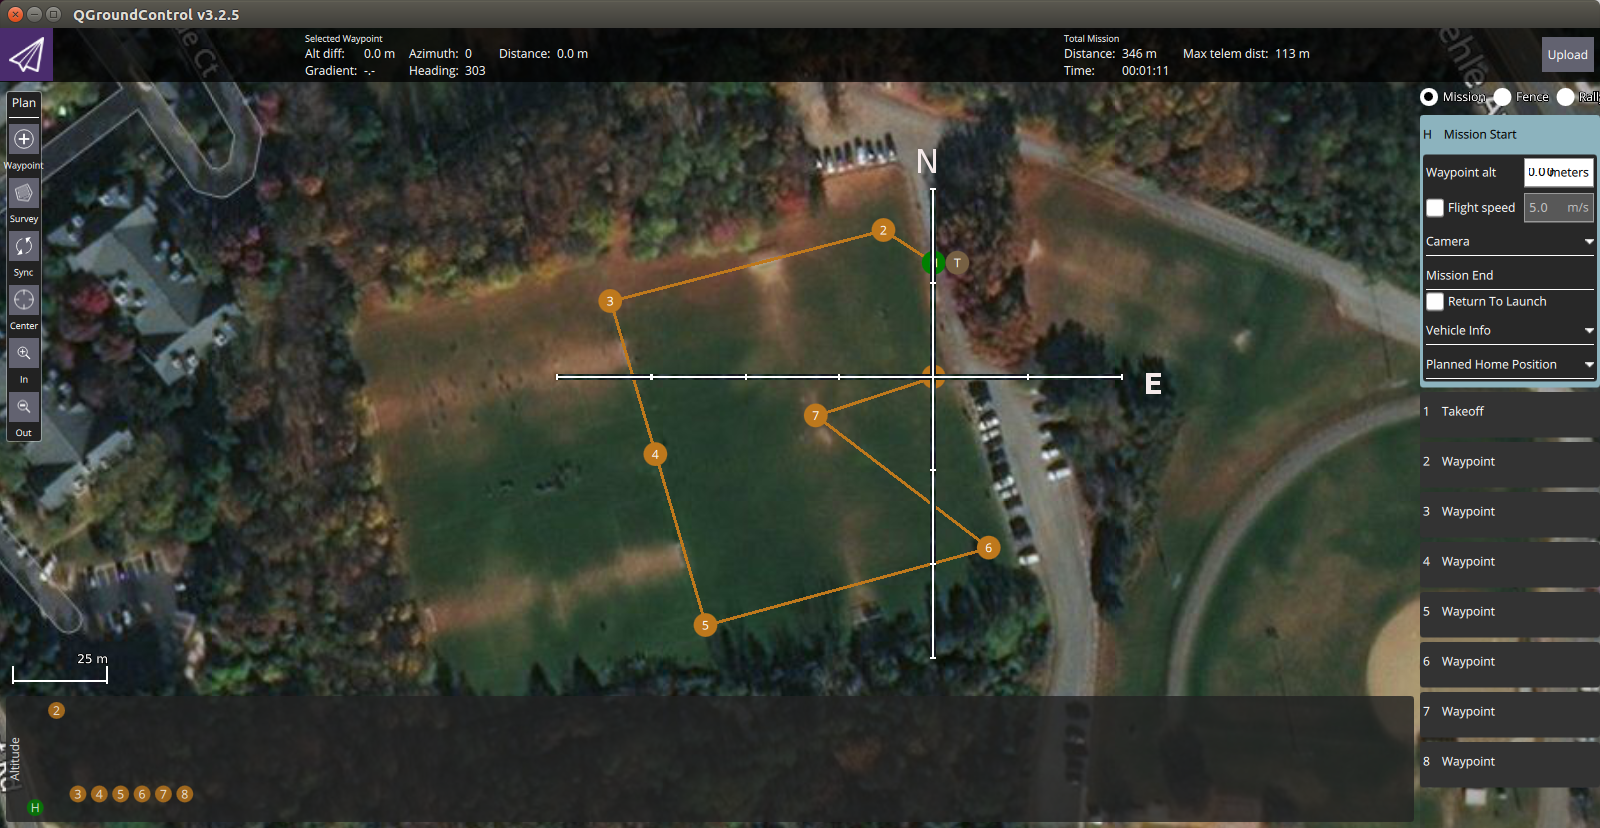 QGroundControl v3.2.5
Selected Waypoint
Alt diff: 0.0 m Azimuth: 0 Distance: 0.0 m
Gradient: -.- Heading: 303
Total Mission
Distance: 346 m Max telem dist: 113 m
Time: 00:01:11
Upload
Ct
Plan
Waypoint
Survey
Sync
Center
In
Out
Mission Fence Rall
H Mission Start
Waypoint alt 0.00 meters
Flight speed 5.0 m/s
Camera
Mission End
Return To Launch
Vehicle Info
Planned Home Position
1 Takeoff
2 Waypoint
3 Waypoint
4 Waypoint
5 Waypoint
6 Waypoint
7 Waypoint
8 Waypoint
N
2
T
3
E
7
4
6
5
25 m
Altitude
2
3 4 5 6 7 8
H